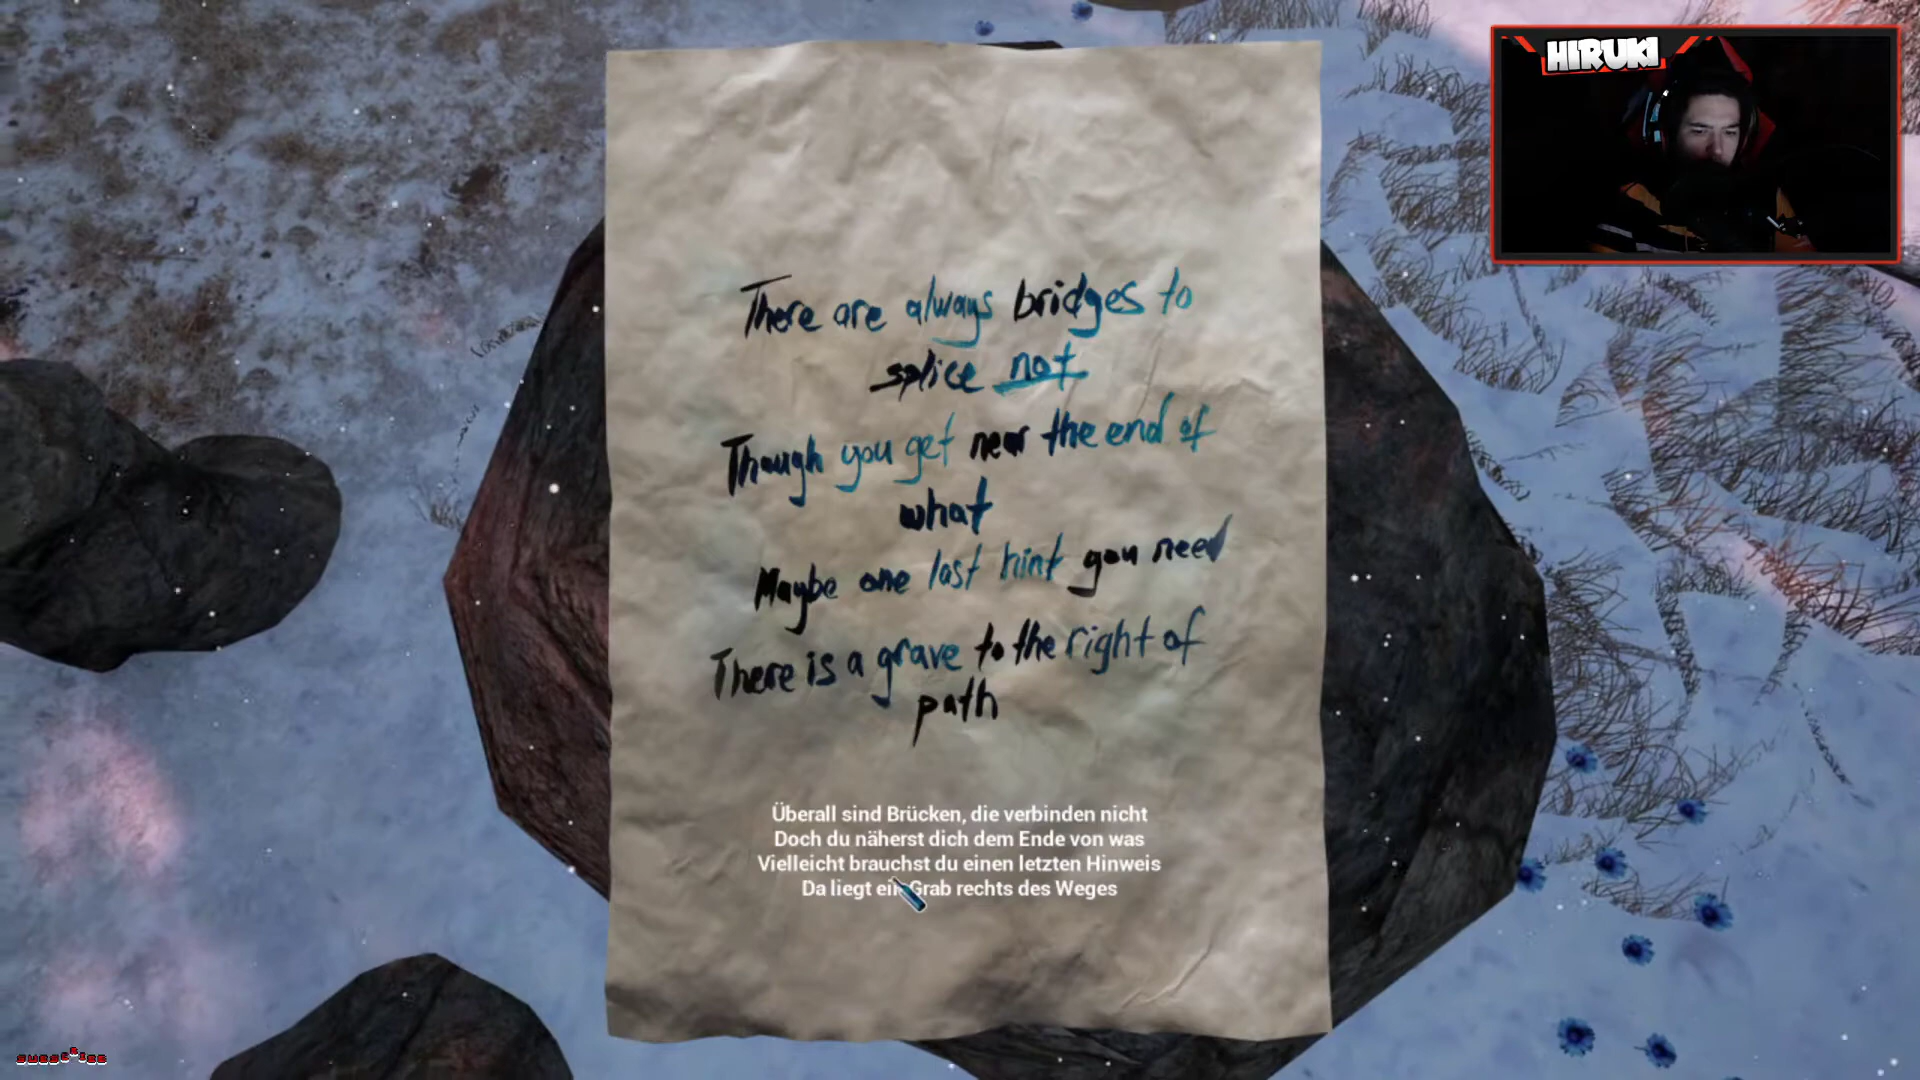 HIRUKI
There are always bridges to
splice not
Though you get near the end of
what
Maybe one last hint you need
There is a grave to the right of
path
Überall sind Brücken, die verbinden nicht
Doch du näherst dich dem Ende von was
Vielleicht brauchst du einen letzten Hinweis
Da liegt ein Grab rechts des Weges
SUBSCRIBE